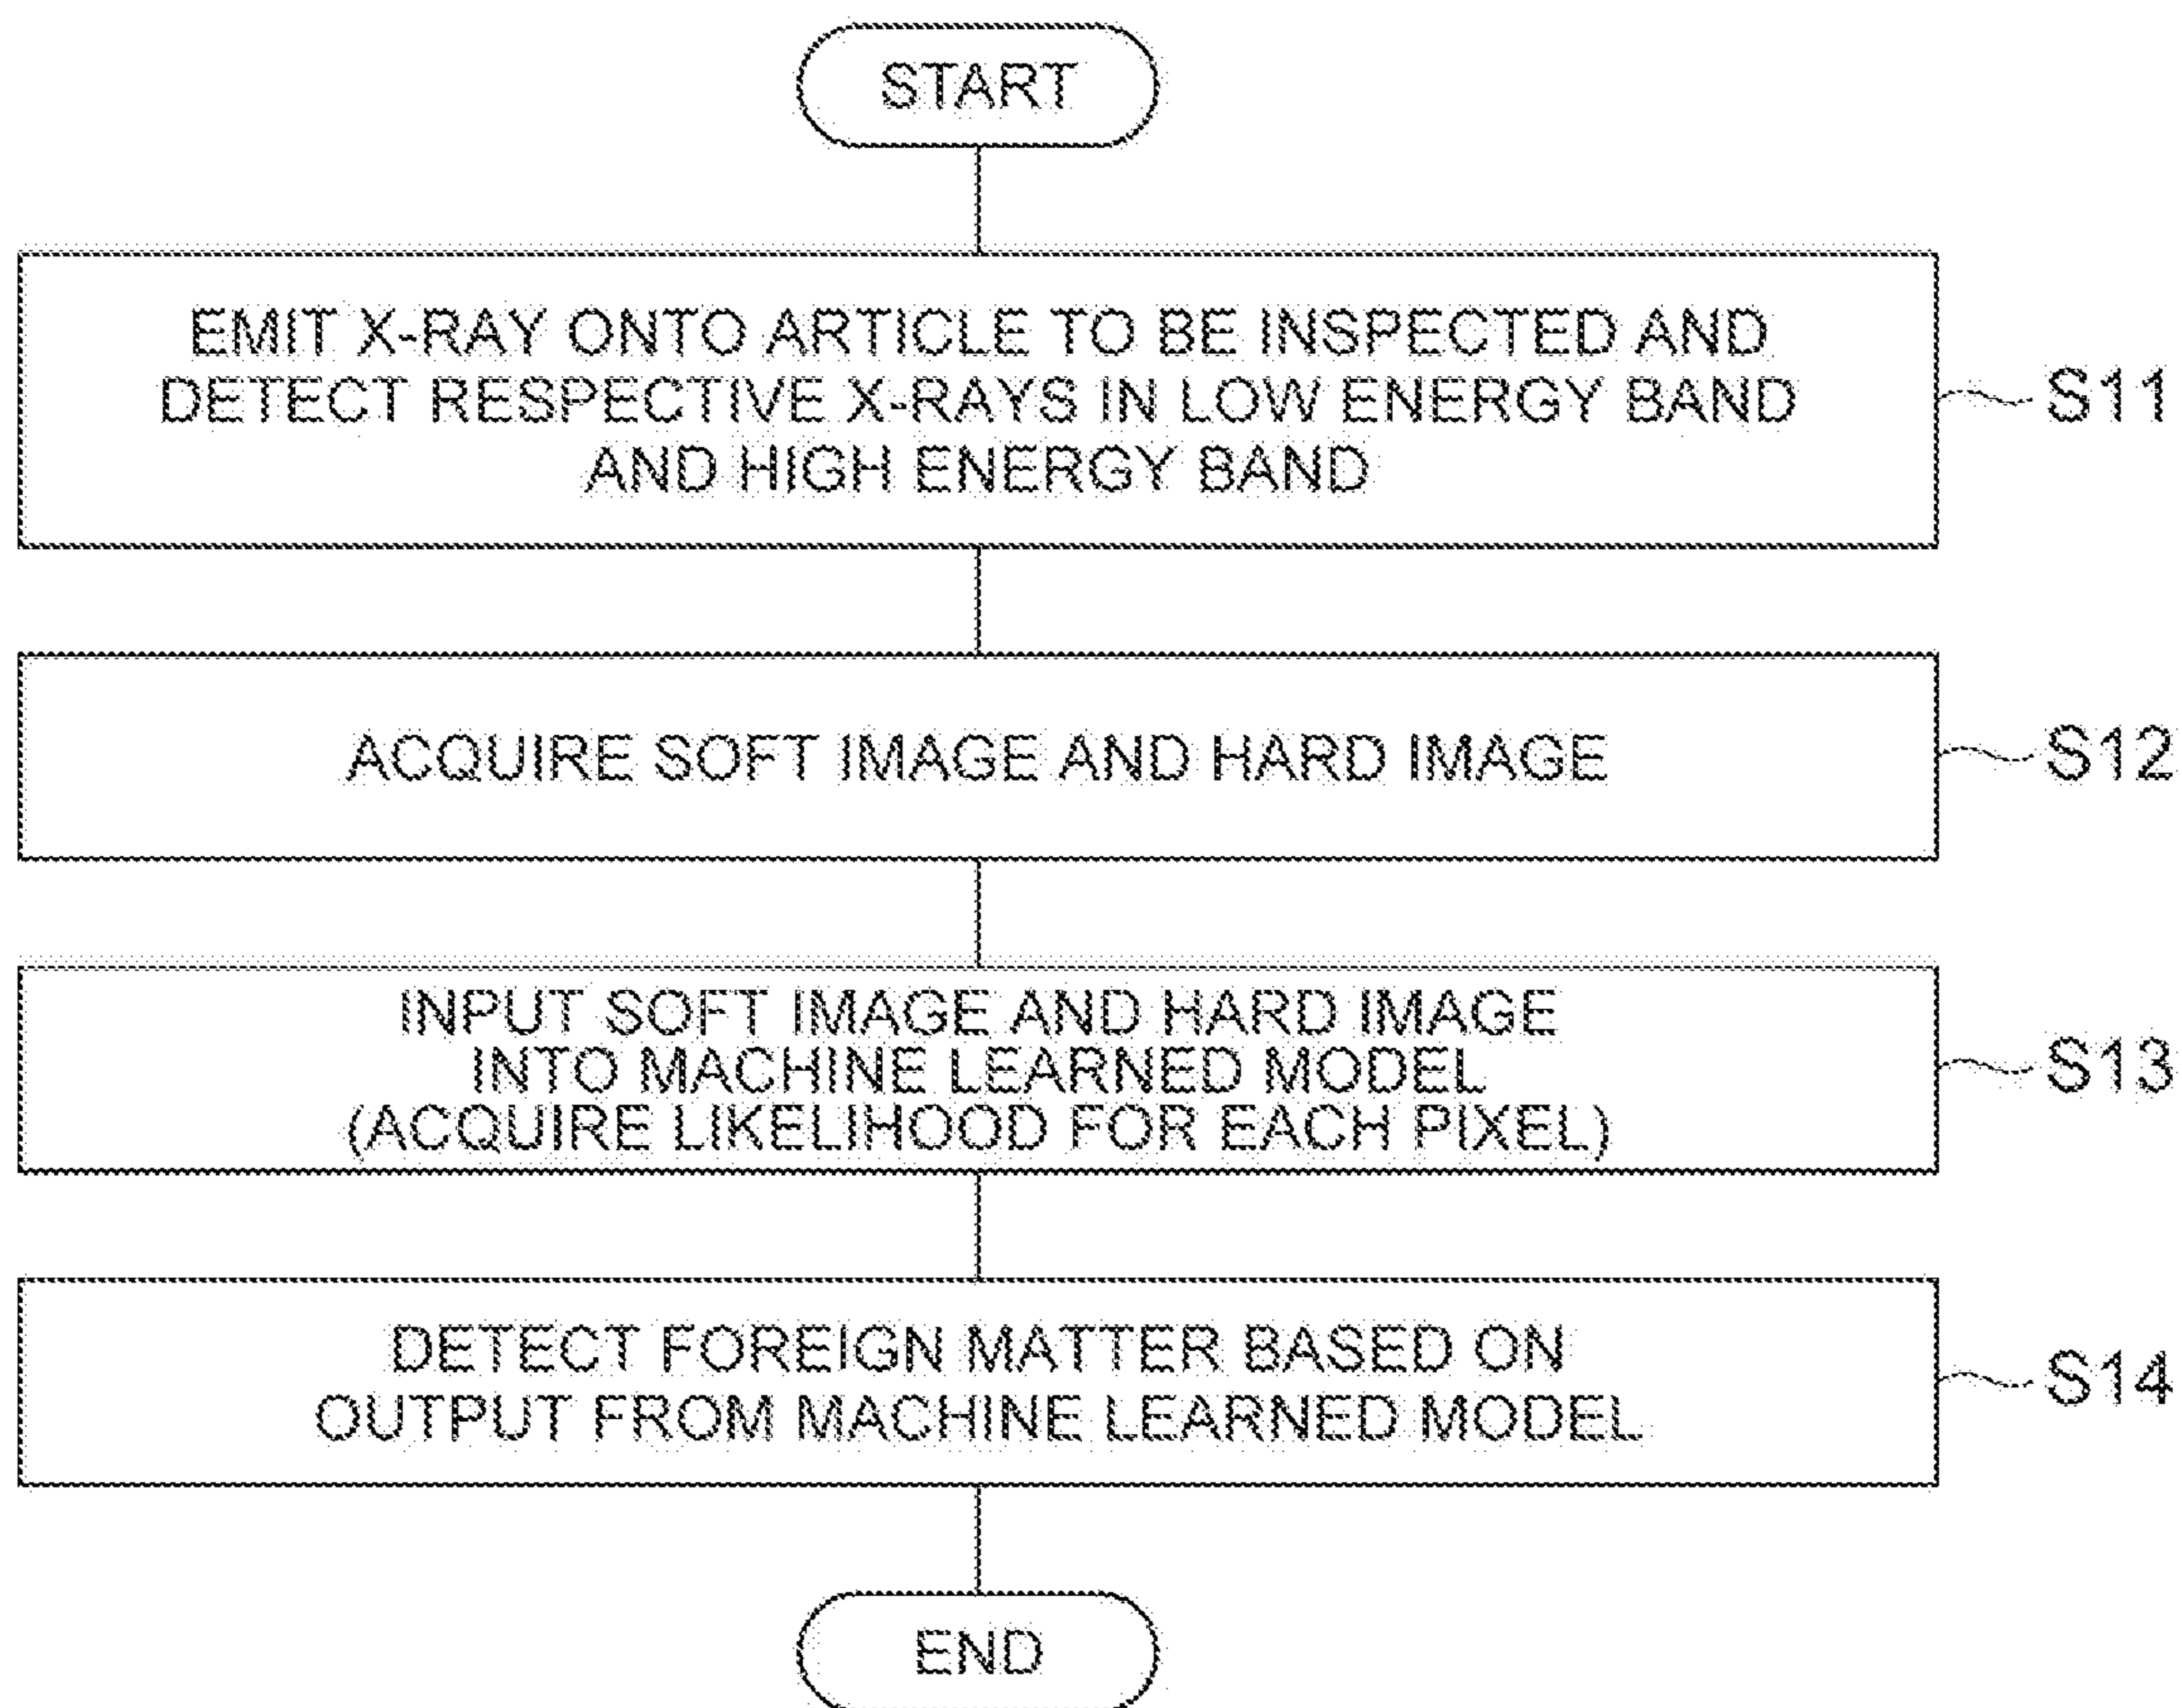 START
EMIT X-RAY ONTO ARTICLE TO BE INSPECTED AND
DETECT RESPECTIVE X-RAYS IN LOW ENERGY BAND
AND HIGH ENERGY BAND
S11
ACQUIRE SOFT IMAGE AND HARD IMAGE
S12
INPUT SOFT IMAGE AND HARD IMAGE
INTO MACHINE LEARNED MODEL
(ACQUIRE LIKELIHOOD FOR EACH PIXEL)
S13
DETECT FOREIGN MATTER BASED ON
OUTPUT FROM MACHINE LEARNED MODEL
S14
END